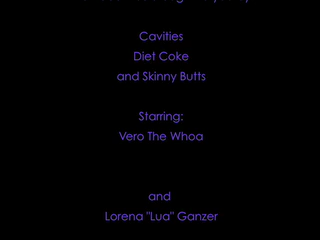 Cavities
Diet Coke
and Skinny Butts
Starring:
Vero The Whoa
and
Lorena "Lua" Ganzer